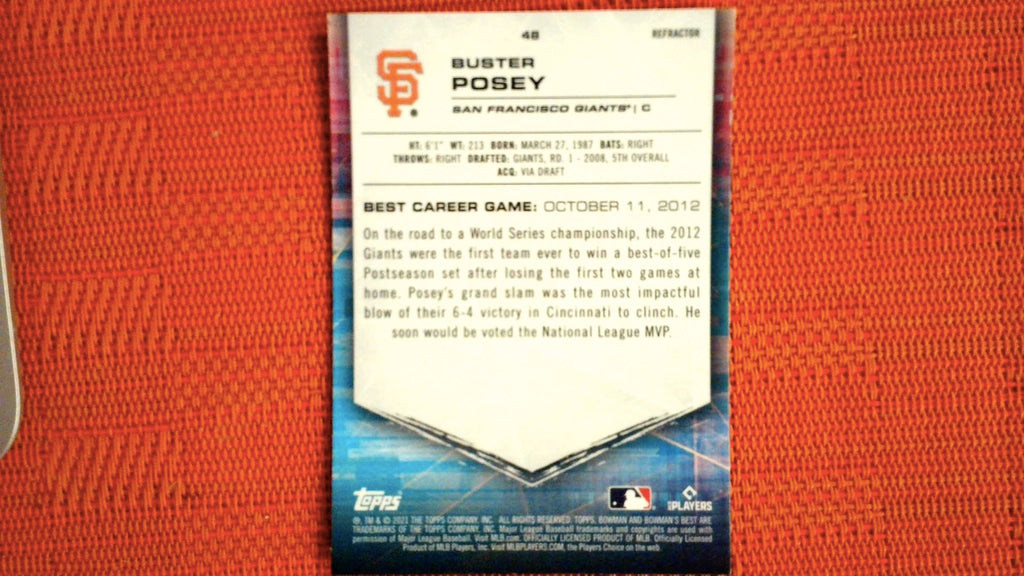 48
REFRACTOR
SF
BUSTER
POSEY
SAN FRANCISCO GIANTS® | C
HT: 6'1" WT: 213 BORN: MARCH 27, 1987 BATS: RIGHT
THROWS: RIGHT DRAFTED: GIANTS, RD. 1 - 2008, 5TH OVERALL
ACQ: VIA DRAFT
BEST CAREER GAME: OCTOBER 11, 2012
On the road to a World Series championship, the 2012
Giants were the first team ever to win a best-of-five
Postseason set after losing the first two games at
home. Posey's grand slam was the most impactful
blow of their 6-4 victory in Cincinnati to clinch. He
soon would be voted the National League MVP.
topps
PLAYERS
®, TM & © 2021 THE TOPPS COMPANY, INC. ALL RIGHTS RESERVED. TOPPS, BOWMAN AND BOWMAN'S BEST ARE
TRADEMARKS OF THE TOPPS COMPANY, INC. Major League Baseball trademarks and copyrights are used with
permission of Major League Baseball. Visit MLB.com. OFFICIALLY LICENSED PRODUCT OF MLB. Officially Licensed
Product of MLB Players, Inc. Visit MLBPLAYERS.COM, the Players Choice on the web.